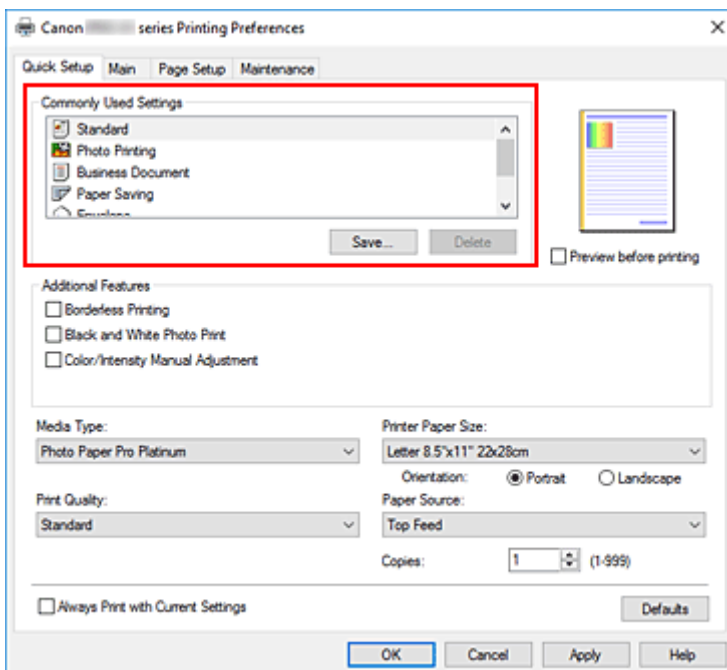 Canon series Printing Preferences
Quick Setup Main Page Setup Maintenance
Commonly Used Settings
Standard
Photo Printing
Business Document
Paper Saving
Envelope
Save... Delete
Preview before printing
Additional Features
Borderless Printing
Black and White Photo Print
Color/Intensity Manual Adjustment
Media Type: Printer Paper Size:
Photo Paper Pro Platinum Letter 8.5"x11" 22x28cm
Orientation: Portrait Landscape
Print Quality: Paper Source:
Standard Top Feed
Copies: 1 (1-999)
Always Print with Current Settings Defaults
OK Cancel Apply Help